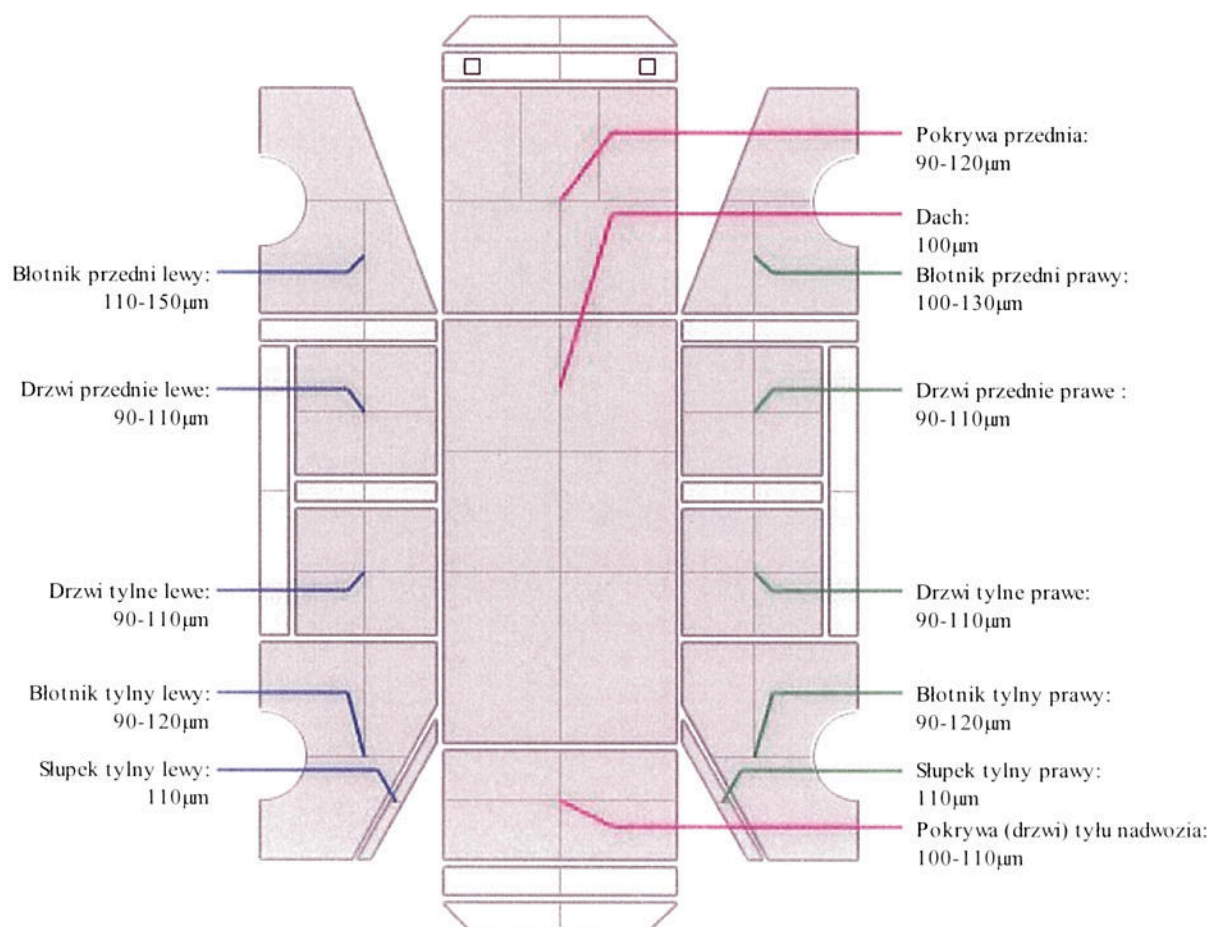 Pokrywa przednia:
90-120µm
Dach:
100µm
Błotnik przedni lewy:
110-150µm
Błotnik przedni prawy:
100-130µm
Drzwi przednie lewe:
90-110µm
Drzwi przednie prawe :
90-110µm
Drzwi tylne lewe:
90-110µm
Drzwi tylne prawe:
90-110µm
Błotnik tylny lewy:
90-120µm
Błotnik tylny prawy:
90-120µm
Słupek tylny lewy:
110µm
Słupek tylny prawy:
110µm
Pokrywa (drzwi) tyłu nadwozia:
100-110µm